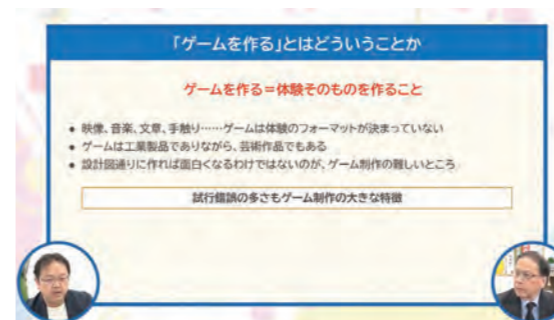 「ゲームを作る」とはどういうことか
ゲームを作る＝体験そのものを作ること
● 映像、音楽、文章、手触り……ゲームは体験のフォーマットが決まっていない
● ゲームは工業製品でありながら、芸術作品でもある
● 設計図通りに作れば面白くなるわけではないのが、ゲーム制作の難しいところ
試行錯誤の多さもゲーム制作の大きな特徴